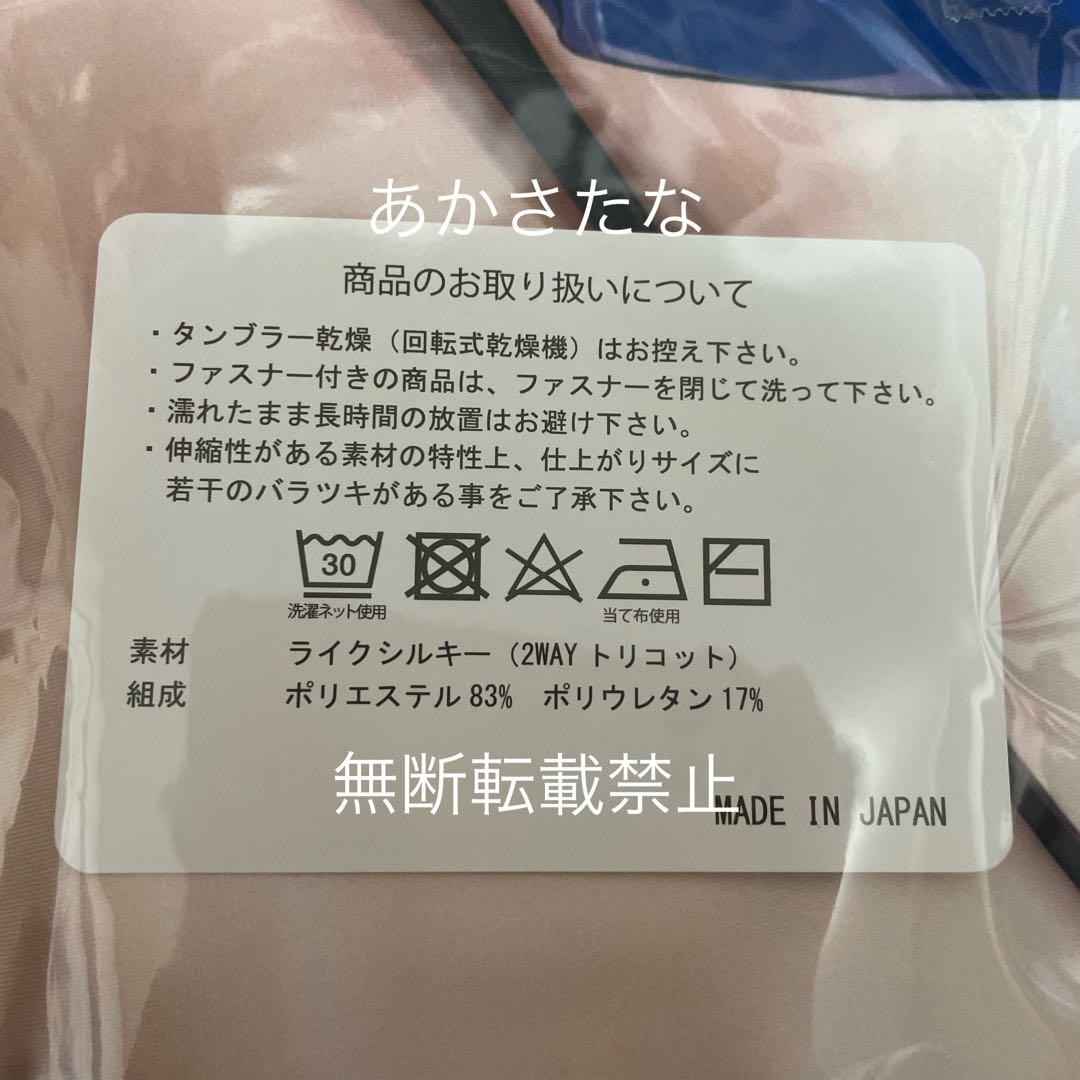 あかさたな
商品のお取り扱いについて
・タンブラー乾燥（回転式乾燥機）はお控え下さい。
・ファスナー付きの商品は、ファスナーを閉じて洗って下さい。
・濡れたまま長時間の放置はお避け下さい。
・伸縮性がある素材の特性上、仕上がりサイズに
若干のバラツキがある事をご了承下さい。
30
洗濯ネット使用 当て布使用
素材 ライクシルキー（2WAYトリコット）
組成 ポリエステル83% ポリウレタン17%
無断転載禁止
MADE IN JAPAN